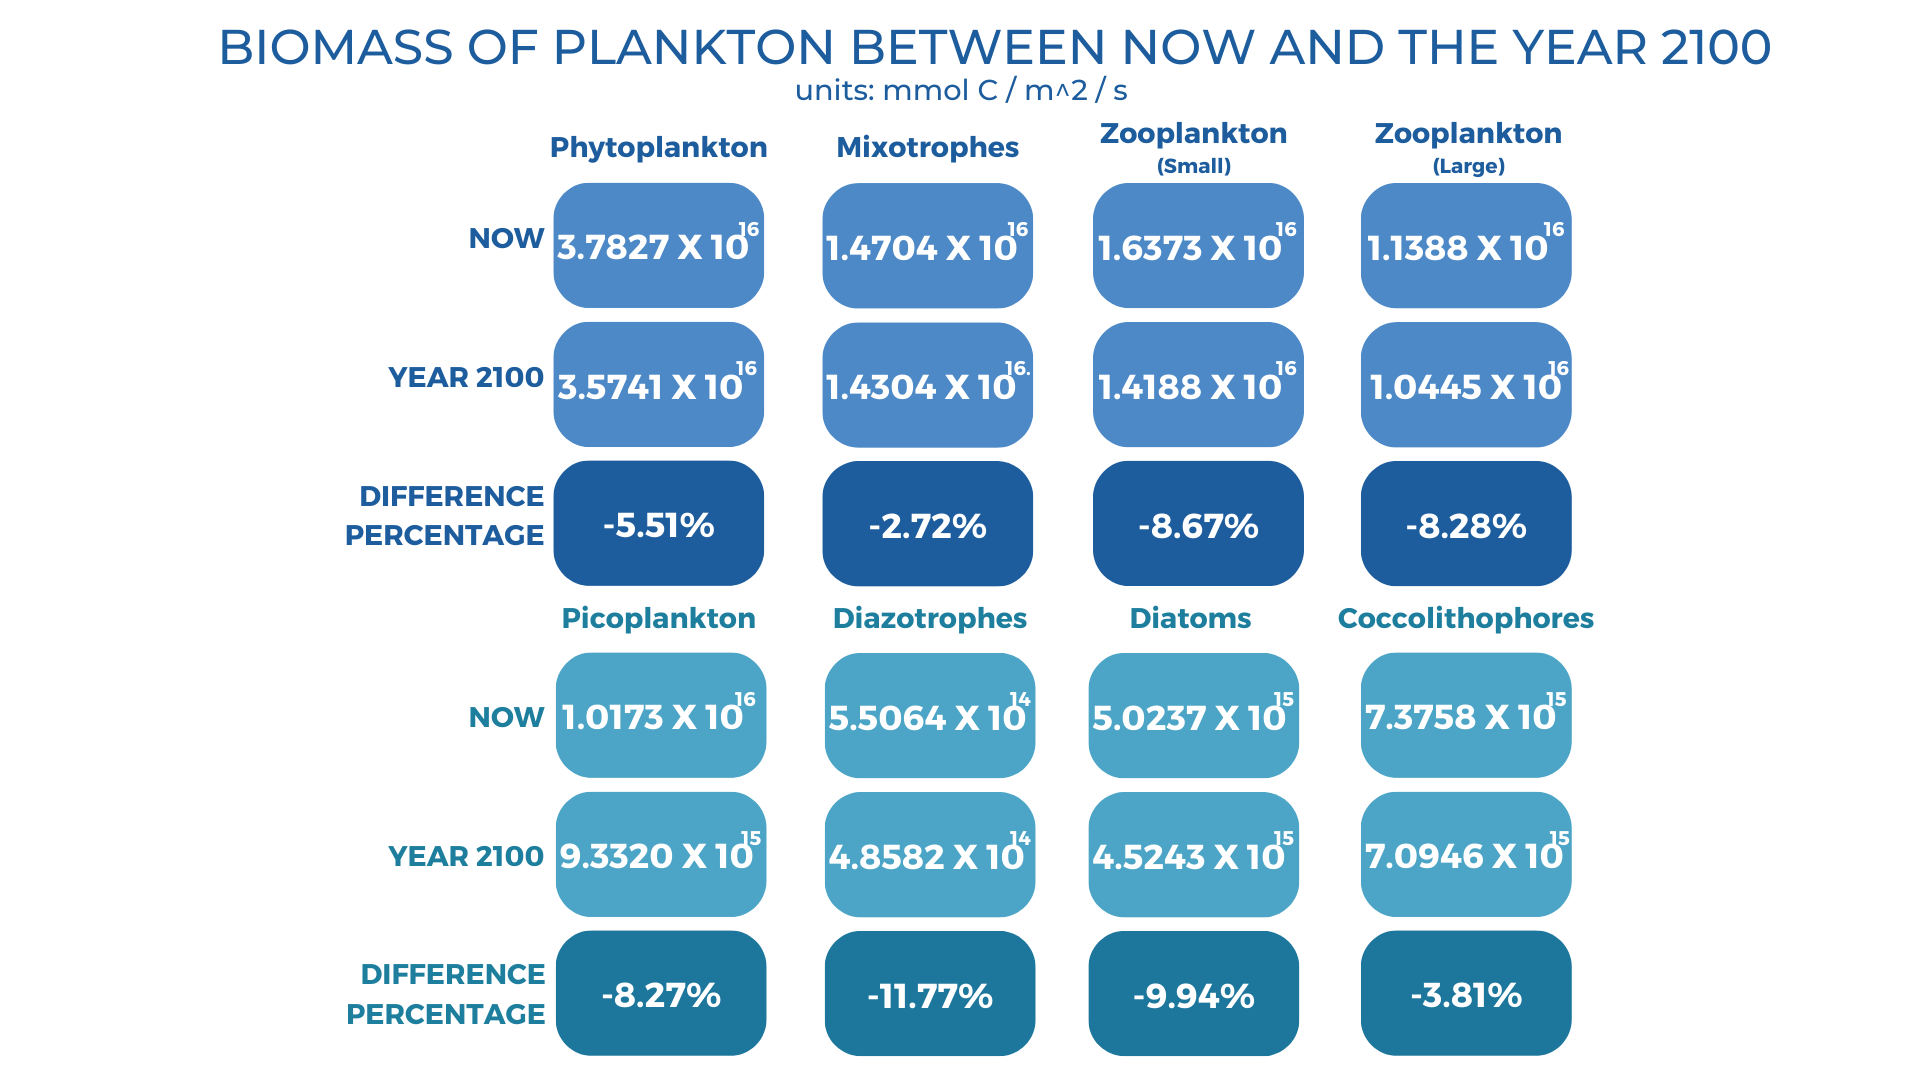 BIOMASS OF PLANKTON BETWEEN NOW AND THE YEAR 2100
units: mmol C / m^2 / s
Phytoplankton Mixotrophes Zooplankton (Small) Zooplankton (Large)
NOW 3.7827 X 10^16 1.4704 X 10^16 1.6373 X 10^16 1.1388 X 10^16
YEAR 2100 3.5741 X 10^16 1.4304 X 10^16. 1.4188 X 10^16 1.0445 X 10^16
DIFFERENCE PERCENTAGE -5.51% -2.72% -8.67% -8.28%
Picoplankton Diazotrophes Diatoms Coccolithophores
NOW 1.0173 X 10^16 5.5064 X 10^14 5.0237 X 10^15 7.3758 X 10^15
YEAR 2100 9.3320 X 10^15 4.8582 X 10^14 4.5243 X 10^15 7.0946 X 10^15
DIFFERENCE PERCENTAGE -8.27% -11.77% -9.94% -3.81%